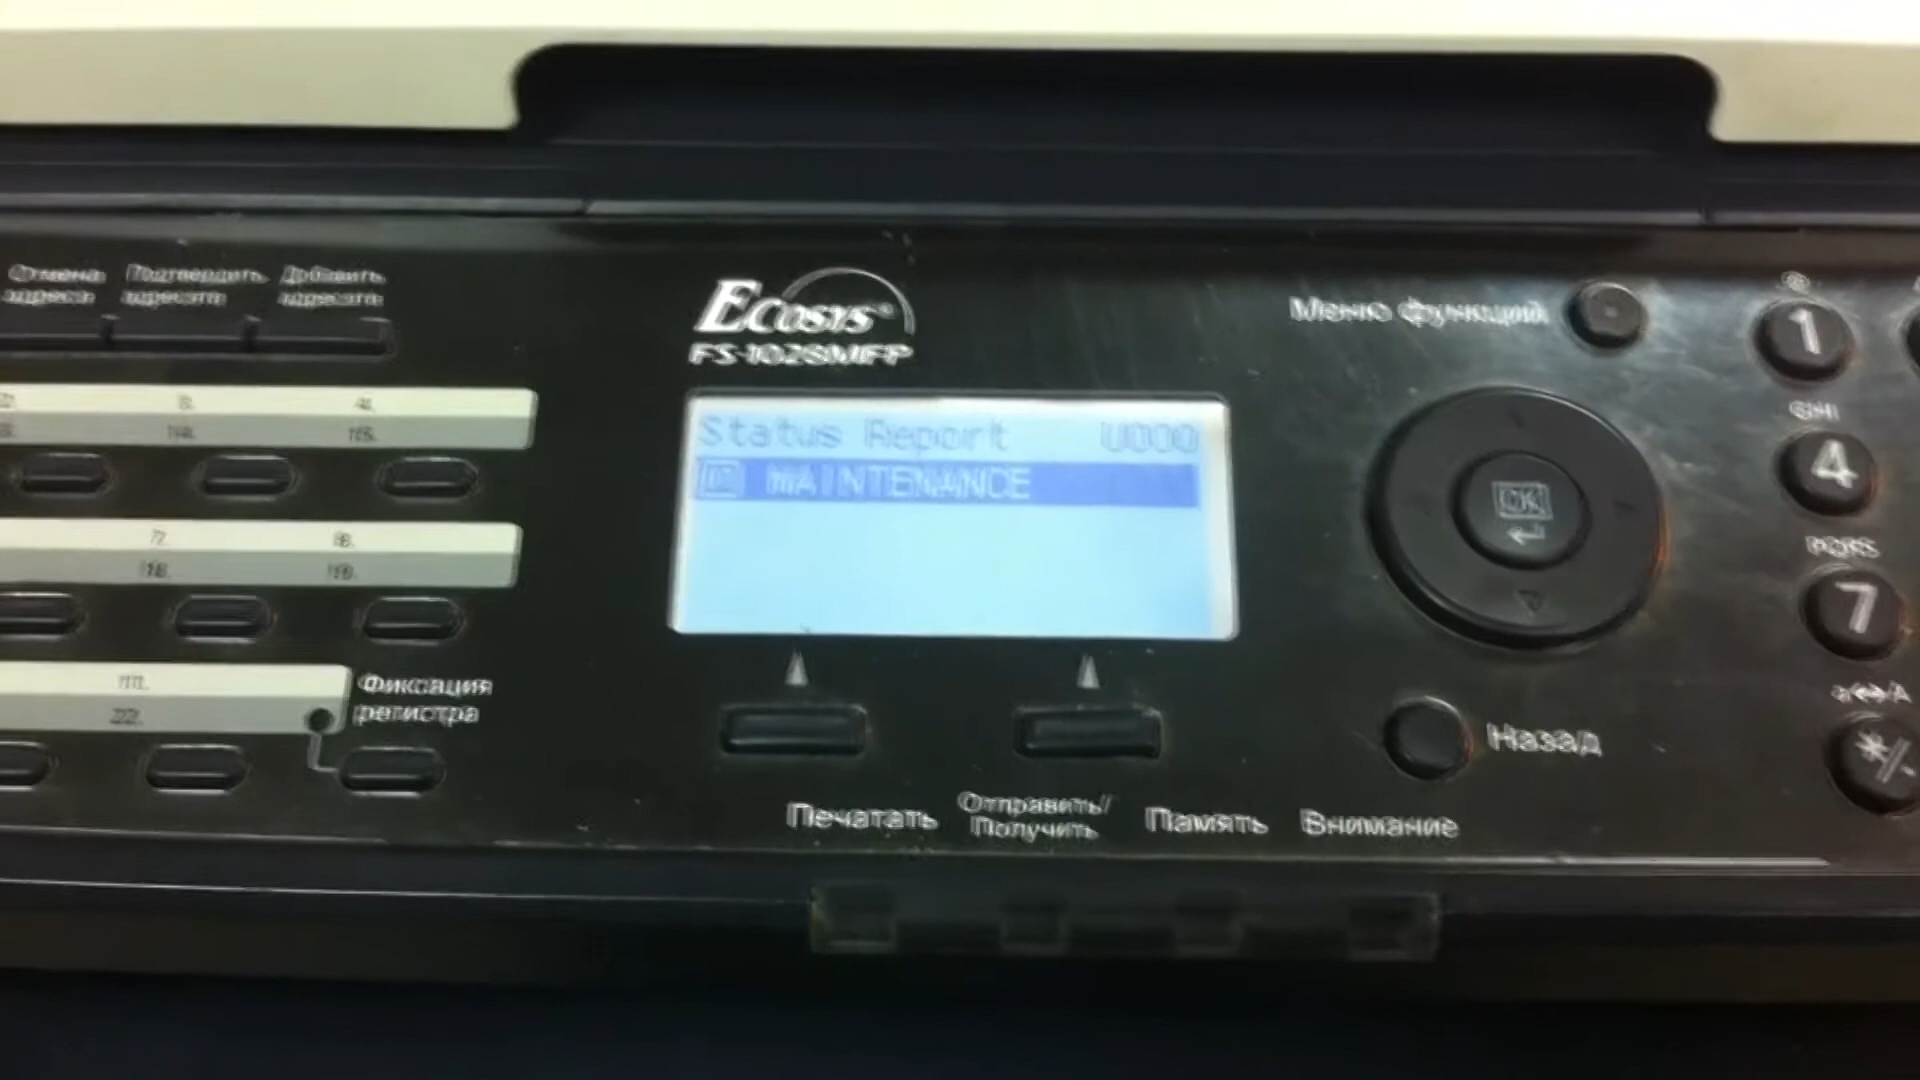 Отмена
адреса
Подтвердить
адресата
Добавить
адресата
ECOSYS
FS-1028MFP
Status Report U000
MAINTENANCE
Меню функций
OK
1
GHI
4
PQRS
7
a↔A
Назад
Фиксация
регистра
Печатать
Отправить/
Получить
Память
Внимание